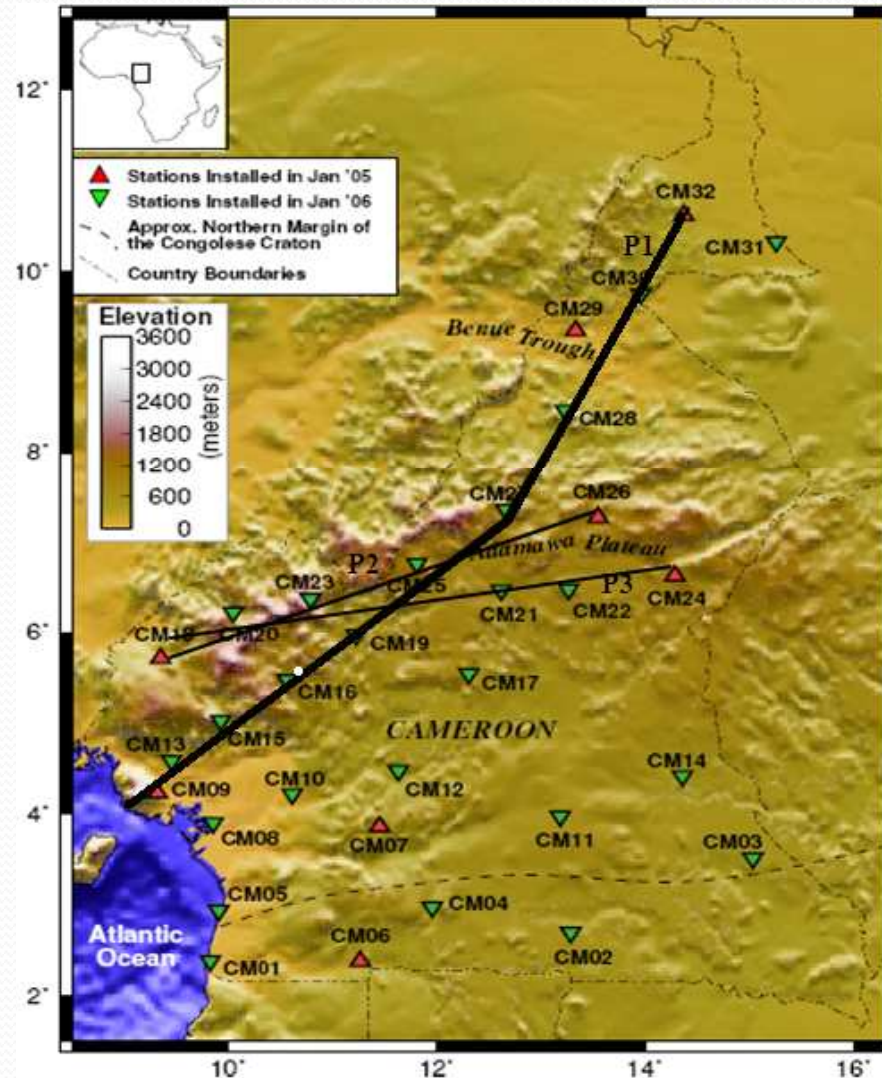 12°
10°
8°
6°
4°
2°
10°
12°
14°
16°
Stations Installed in Jan '05
Stations Installed in Jan '06
Approx. Northern Margin of
the Congolese Craton
Country Boundaries
Elevation
3600
3000
2400
1800
1200
600
0
(meters)
CM32
P1
CM31
CM29
Benue Trough
CM28
CM26
Adamawa Plateau
P2
CM25
CM23
P3
CM24
CM22
CM21
CM20
CM18
CM19
CM17
CM16
CAMEROON
CM15
CM13
CM14
CM12
CM10
CM09
CM08
CM07
CM11
CM03
CM05
CM04
Atlantic
Ocean
CM06
CM02
CM01